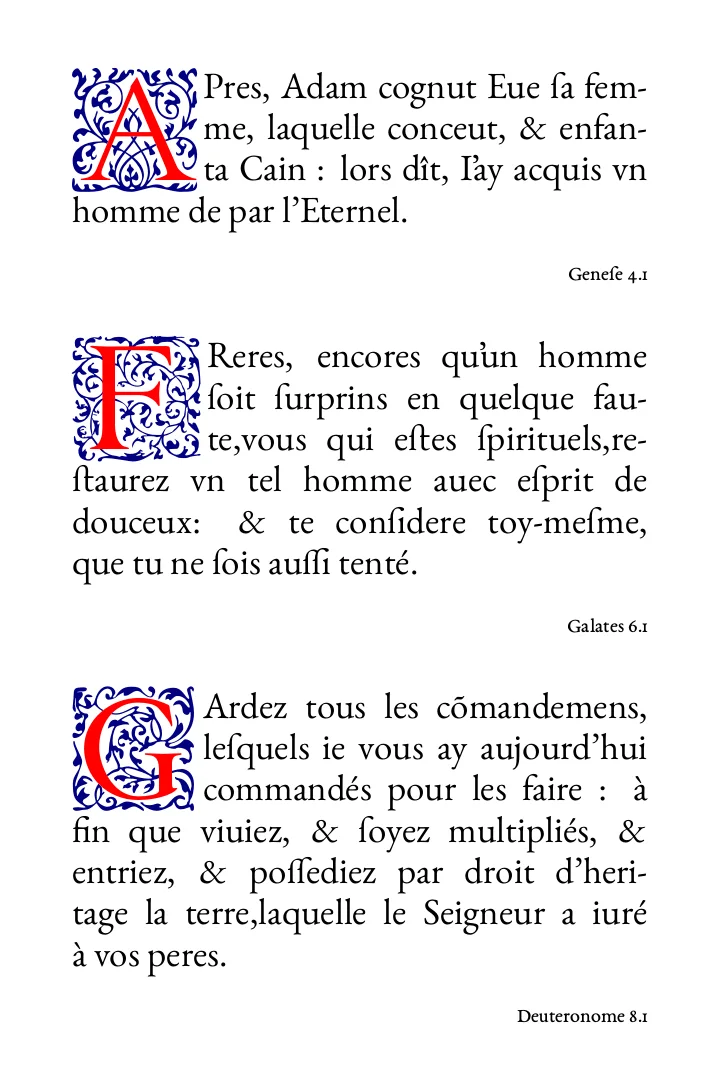 APres, Adam cognut Eue ſa fem-
me, laquelle conceut, & enfan-
ta Cain : lors dît, I’ay acquis vn
homme de par l’Eternel.
Geneſe 4.1
FReres, encores qu’un homme
ſoit ſurprins en quelque fau-
te,vous qui eſtes ſpirituels,re-
ſtaurez vn tel homme auec eſprit de
douceux: & te conſidere toy-meſme,
que tu ne ſois auſſi tenté.
Galates 6.1
GArdez tous les cõmandemens,
leſquels ie vous ay aujourd’hui
commandés pour les faire : à
fin que viuiez, & ſoyez multipliés, &
entriez, & poſſediez par droit d’heri-
tage la terre,laquelle le Seigneur a iuré
à vos peres.
Deuteronome 8.1